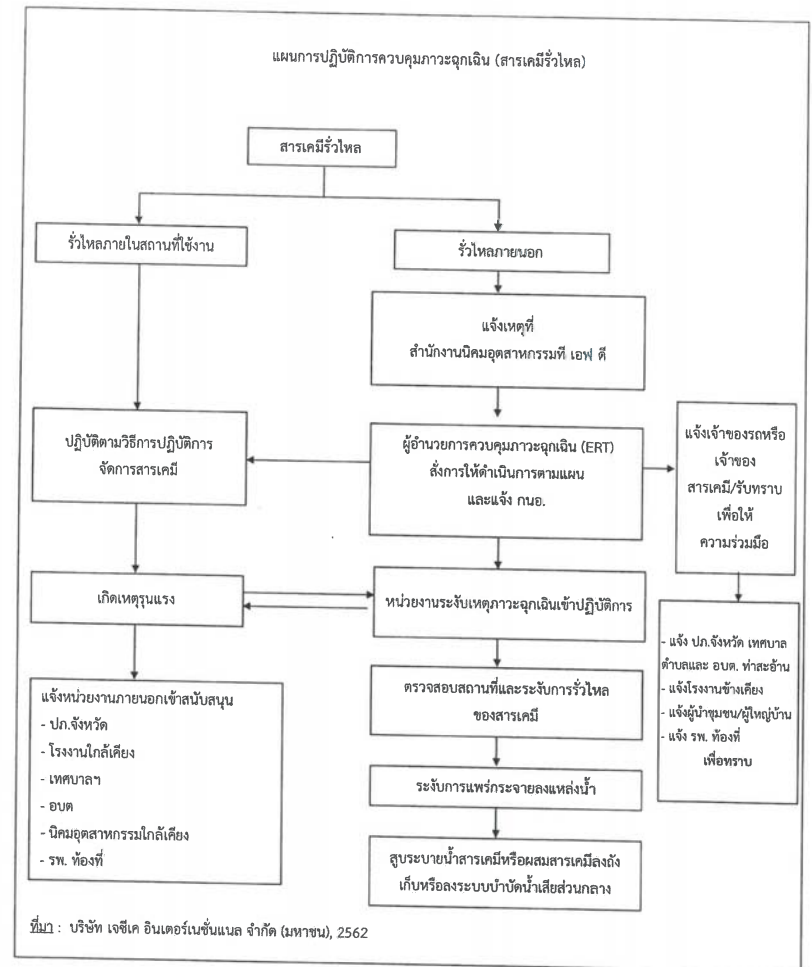 แผนการปฏิบัติการควบคุมภาวะฉุกเฉิน (สารเคมีรั่วไหล)
สารเคมีรั่วไหล
รั่วไหลภายในสถานที่ใช้งาน
รั่วไหลภายนอก
แจ้งเหตุที่
สำนักงานนิคมอุตสาหกรรมที เอฟ ดี
ปฏิบัติตามวิธีการปฏิบัติการ
จัดการสารเคมี
ผู้อำนวยการควบคุมภาวะฉุกเฉิน (ERT)
สั่งการให้ดำเนินการตามแผน
และแจ้ง กนอ.
แจ้งเจ้าของรถหรือ
เจ้าของ
สารเคมี/รับทราบ
เพื่อให้
ความร่วมมือ
เกิดเหตุรุนแรง
หน่วยงานระงับเหตุภาวะฉุกเฉินเข้าปฏิบัติการ
- แจ้ง ปภ.จังหวัด เทศบาล
ตำบลและ อบต. ท่าสะอ้าน
- แจ้งโรงงานข้างเคียง
- แจ้งผู้นำชุมชน/ผู้ใหญ่บ้าน
- แจ้ง รพ. ท้องที่
เพื่อทราบ
แจ้งหน่วยงานภายนอกเข้าสนับสนุน
- ปภ.จังหวัด
- โรงงานใกล้เคียง
- เทศบาลฯ
- อบต
- นิคมอุตสาหกรรมใกล้เคียง
- รพ. ท้องที่
ตรวจสอบสถานที่และระงับการรั่วไหล
ของสารเคมี
ระงับการแพร่กระจายลงแหล่งน้ำ
สูบระบายน้ำสารเคมีหรือผสมสารเคมีลงถัง
เก็บหรือลงระบบบำบัดน้ำเสียส่วนกลาง
ที่มา : บริษัท เจซีเค อินเตอร์เนชั่นแนล จำกัด (มหาชน), 2562